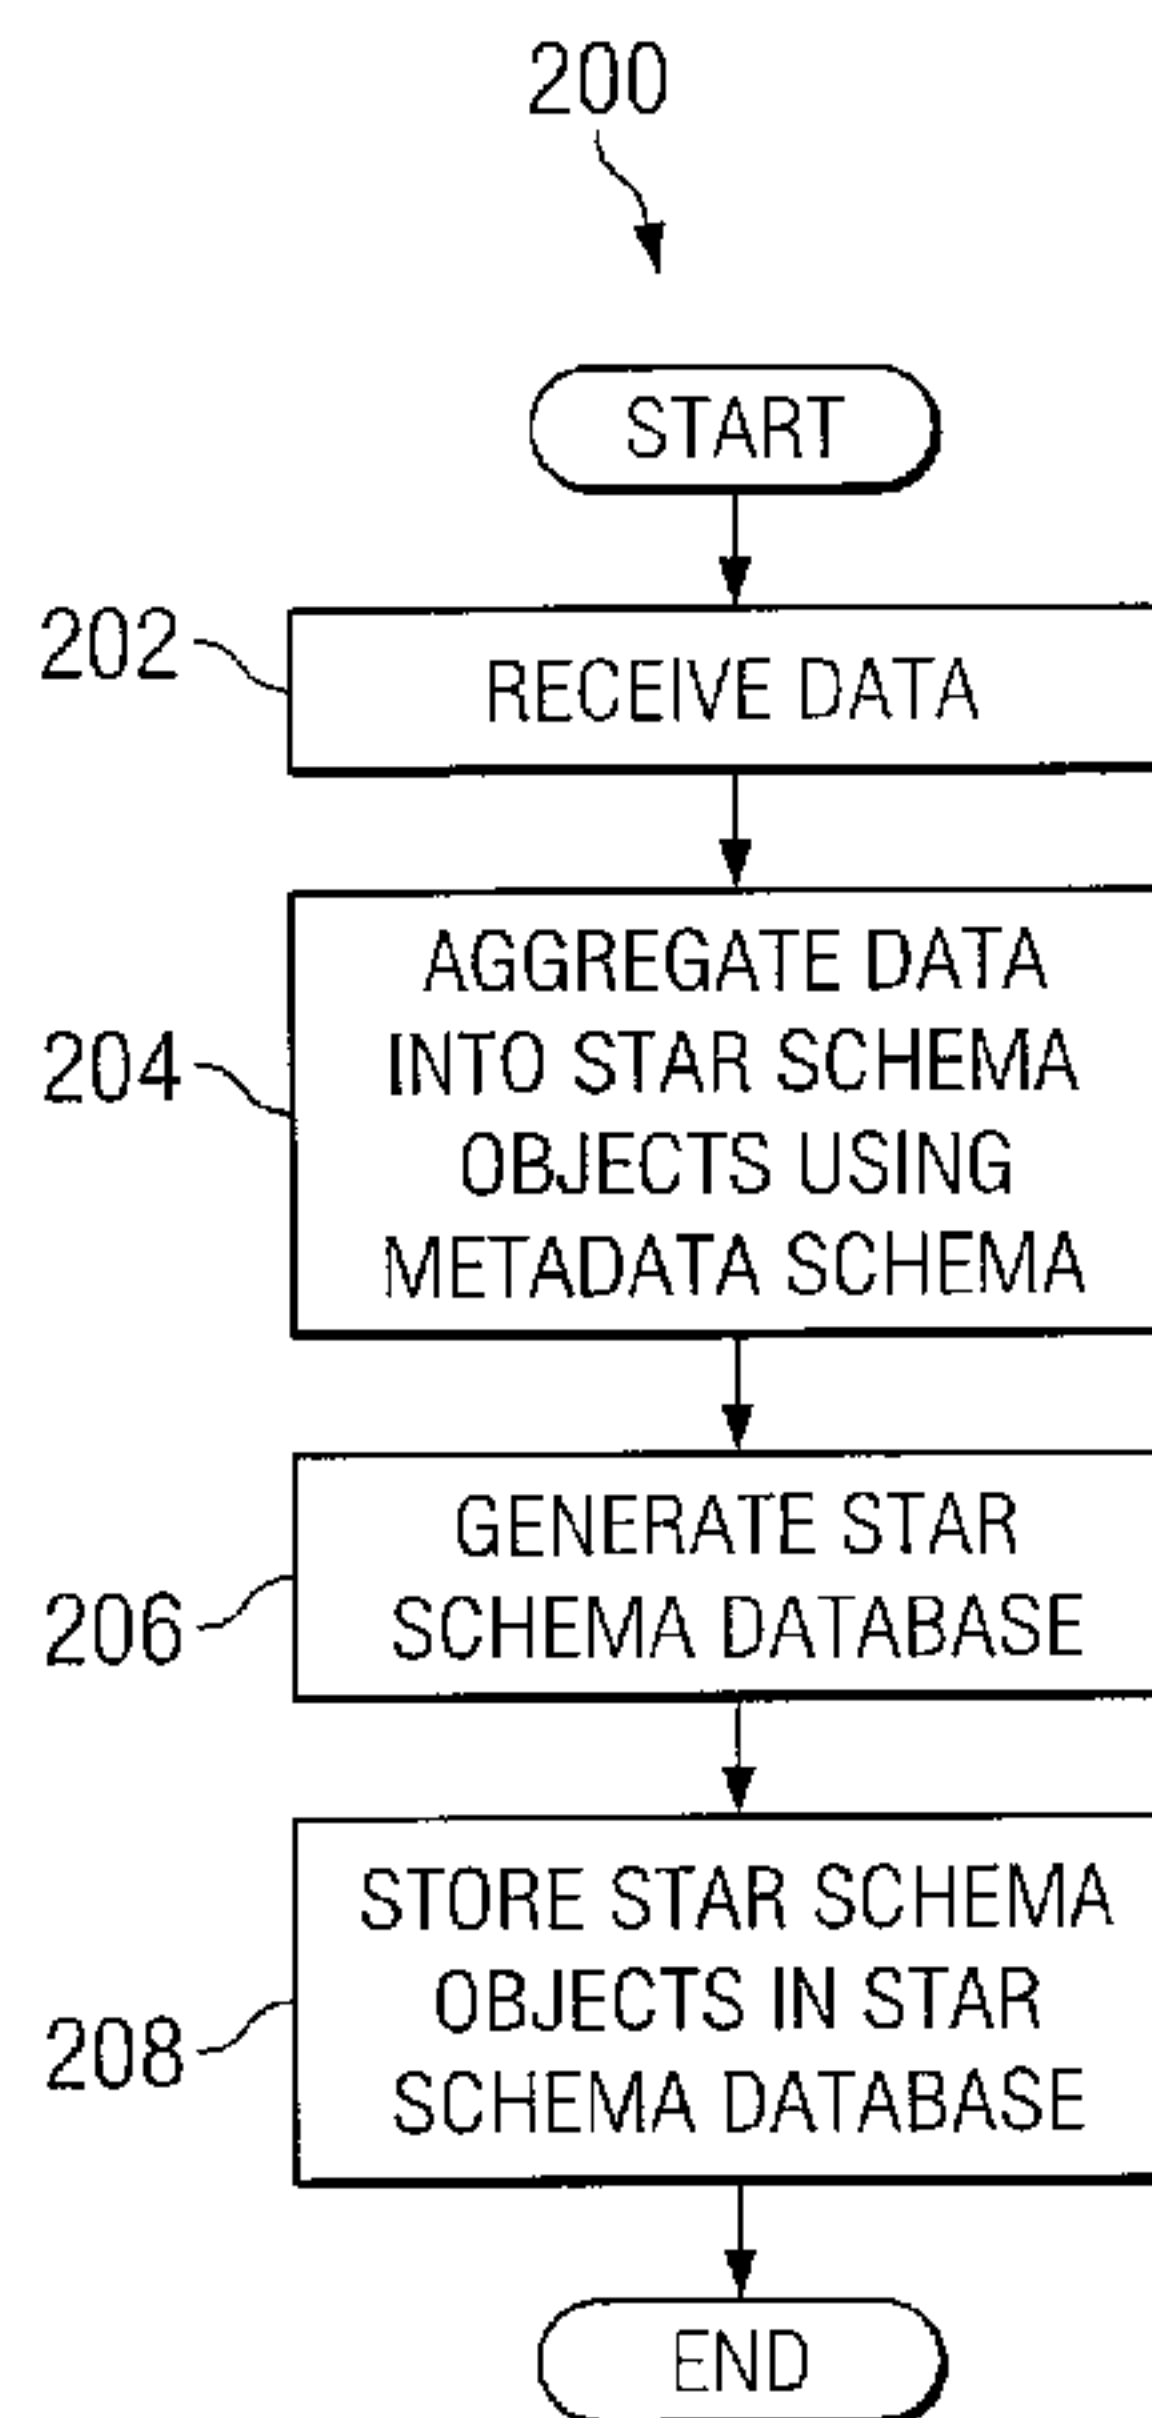 200
START
202
RECEIVE DATA
204
AGGREGATE DATA
INTO STAR SCHEMA
OBJECTS USING
METADATA SCHEMA
206
GENERATE STAR
SCHEMA DATABASE
208
STORE STAR SCHEMA
OBJECTS IN STAR
SCHEMA DATABASE
END